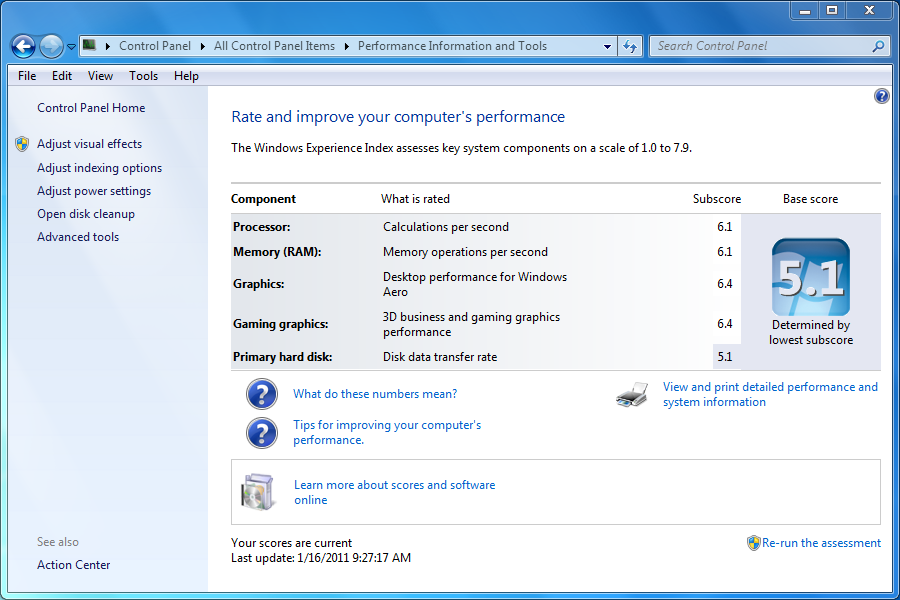 Control Panel
All Control Panel Items
Performance Information and Tools
Search Control Panel
File Edit View Tools Help
Control Panel Home
Adjust visual effects
Adjust indexing options
Adjust power settings
Open disk cleanup
Advanced tools
See also
Action Center
Rate and improve your computer's performance
The Windows Experience Index assesses key system components on a scale of 1.0 to 7.9.
Component What is rated Subscore Base score
Processor: Calculations per second 6.1
Memory (RAM): Memory operations per second 6.1
Graphics: Desktop performance for Windows
Aero 6.4
Gaming graphics: 3D business and gaming graphics
performance 6.4
Primary hard disk: Disk data transfer rate 5.1
5.1
Determined by
lowest subscore
What do these numbers mean?
Tips for improving your computer's
performance.
View and print detailed performance and
system information
Learn more about scores and software
online
Your scores are current
Last update: 1/16/2011 9:27:17 AM
Re-run the assessment